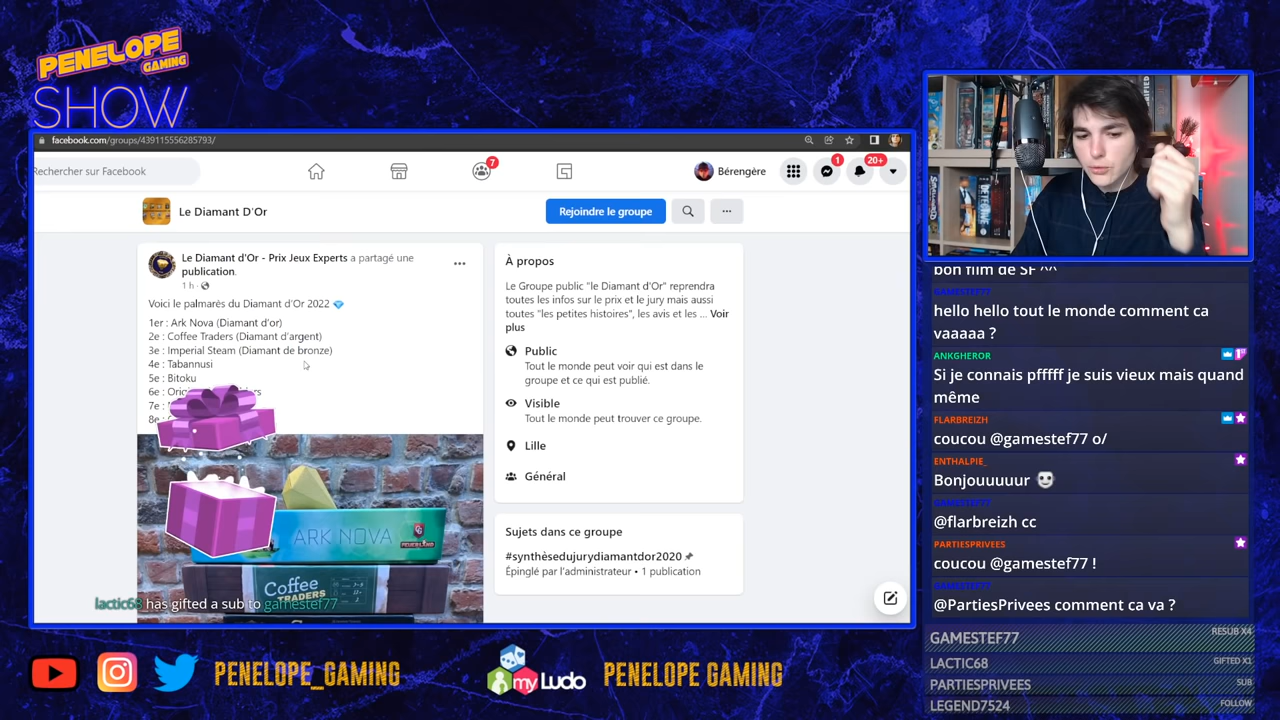 PENELOPE
GAMING
SHOW
facebook.com/groups/439115556285793/
Rechercher sur Facebook
7
Bérengère
1
20+
Le Diamant D'Or
Rejoindre le groupe
Le Diamant d'Or - Prix Jeux Experts a partagé une
publication.
1 h
Voici le palmarès du Diamant d'Or 2022
1er : Ark Nova (Diamant d'or)
2e : Coffee Traders (Diamant d'argent)
3e : Imperial Steam (Diamant de bronze)
4e : Tabannusi
5e : Bitoku
6e :
7e :
8e :
ARK NOVA
Coffee
TRADERS
lactic68 has gifted a sub to gamestef77
À propos
Le Groupe public "le Diamant d'Or" reprendra
toutes les infos sur le prix et le jury mais aussi
toutes "les petites histoires", les avis et les ... Voir
plus
Public
Tout le monde peut voir qui est dans le
groupe et ce qui est publié.
Visible
Tout le monde peut trouver ce groupe.
Lille
Général
Sujets dans ce groupe
#synthèsedujurydiamantdor2020
Épinglé par l'administrateur • 1 publication
DETECTIVE
bon film de SF ^^
GAMESTEF77
hello hello tout le monde comment ca
vaaaaa ?
ANKGHEROR
Si je connais pfffff je suis vieux mais quand
même
FLARBREIZH
coucou @gamestef77 o/
ENTHALPIE_
Bonjouuuuur
GAMESTEF77
@flarbreizh cc
PARTIESPRIVEES
coucou @gamestef77 !
GAMESTEF77
@PartiesPrivees comment ca va ?
GAMESTEF77 RESUB X4
LACTIC68 GIFTED X1
PARTIESPRIVEES SUB
LEGEND7524 FOLLOW
PENELOPE_GAMING
myLudo
PENELOPE GAMING